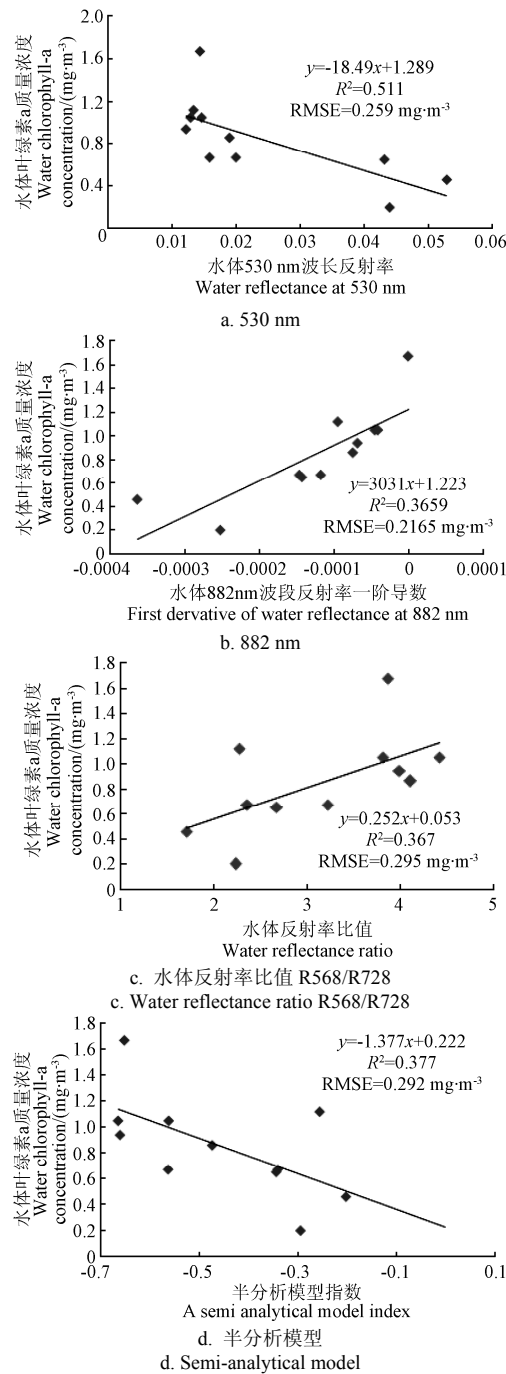 水体叶绿素a质量浓度
Water chlorophyll-a
concentration/(mg·m-3)
2.0
1.6
1.2
0.8
0.4
0
y=-18.49x+1.289
R2=0.511
RMSE=0.259 mg·m-3
0.01
0.02
0.03
0.04
0.05
0.06
水体530 nm波长反射率
Water reflectance at 530 nm
a. 530 nm
水体叶绿素a质量浓度
Water chlorophyll-a
concentration/(mg·m-3)
1.8
1.6
1.4
1.2
1.0
0.8
0.6
0.4
0.2
0
y=3031x+1.223
R2=0.3659
RMSE=0.2165 mg·m-3
-0.0004
-0.0003
-0.0002
-0.0001
0
0.0001
水体882nm波段反射率一阶导数
First dervative of water reflectance at 882 nm
b. 882 nm
水体叶绿素a质量浓度
Water chlorophyll-a
concentration/(mg·m-3)
1.8
1.6
1.4
1.2
1.0
0.8
0.6
0.4
0.2
0
y=0.252x+0.053
R2=0.367
RMSE=0.295 mg·m-3
1
2
3
4
5
水体反射率比值
Water reflectance ratio
c. 水体反射率比值 R568/R728
c. Water reflectance ratio R568/R728
水体叶绿素a质量浓度
Water chlorophyll-a
concentration/(mg·m-3)
1.8
1.6
1.4
1.2
1.0
0.8
0.6
0.4
0.2
0
y=-1.377x+0.222
R2=0.377
RMSE=0.292 mg·m-3
-0.7
-0.5
-0.3
-0.1
0.1
半分析模型指数
A semi analytical model index
d. 半分析模型
d. Semi-analytical model